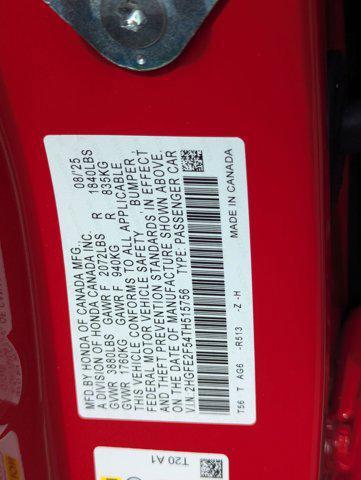 MFD BY HONDA OF CANADA MFG., 08/25
A DIVISION OF HONDA CANADA INC.
GVWR 3880LBS GAWR F 2072LBS R 1840LBS
GVWR 1760KG GAWR F 940KG R 835KG
THIS VEHICLE CONFORMS TO ALL APPLICABLE
FEDERAL MOTOR VEHICLE SAFETY, BUMPER,
AND THEFT PREVENTION STANDARDS IN EFFECT
ON THE DATE OF MANUFACTURE SHOWN ABOVE.
V.I.N. 2HGFE2F54TH515756 TYPE: PASSENGER CAR
T56 T A96 -R513 Z -H MADE IN CANADA
T20 A1